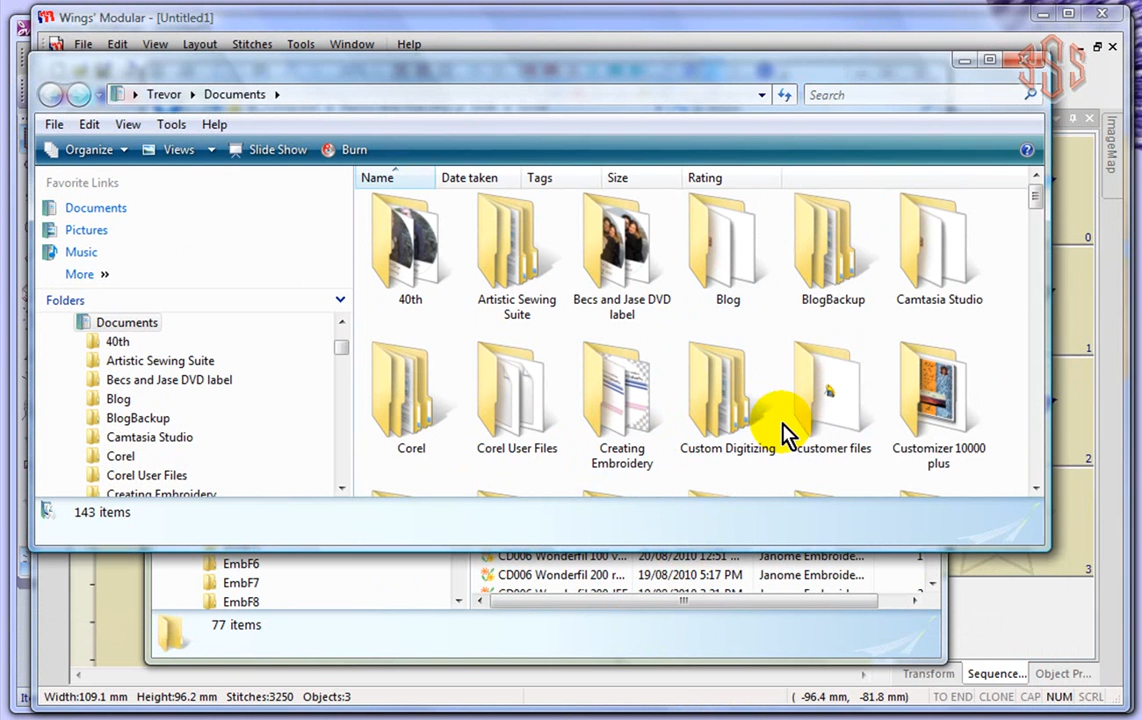 Wings' Modular - [Untitled1]
File Edit View Layout Stitches Tools Window Help
SSS
Trevor Documents Search
File Edit View Tools Help
Organize Views Slide Show Burn
Favorite Links
Documents
Pictures
Music
More »
Folders
Documents
40th
Artistic Sewing Suite
Becs and Jase DVD label
Blog
BlogBackup
Camtasia Studio
Corel
Corel User Files
Creating Embroidery
Name Date taken Tags Size Rating
40th
Artistic Sewing Suite
Becs and Jase DVD label
Blog
BlogBackup
Camtasia Studio
Corel
Corel User Files
Creating Embroidery
Custom Digitizing
customer files
Customizer 10000 plus
143 items
ImageMap
0
1
2
3
EmbF6
EmbF7
EmbF8
CD006 Wonderfil 100 v... 20/08/2010 12:51 ... Janome Embroide... 1
CD006 Wonderfil 200 r... 19/08/2010 5:17 PM Janome Embroide...
77 items
Transform Sequence... Object Pr...
Width:109.1 mm Height:96.2 mm Stitches:3250 Objects:3 ( -96.4 mm, -81.8 mm) TO END CLONE CAP NUM SCRL